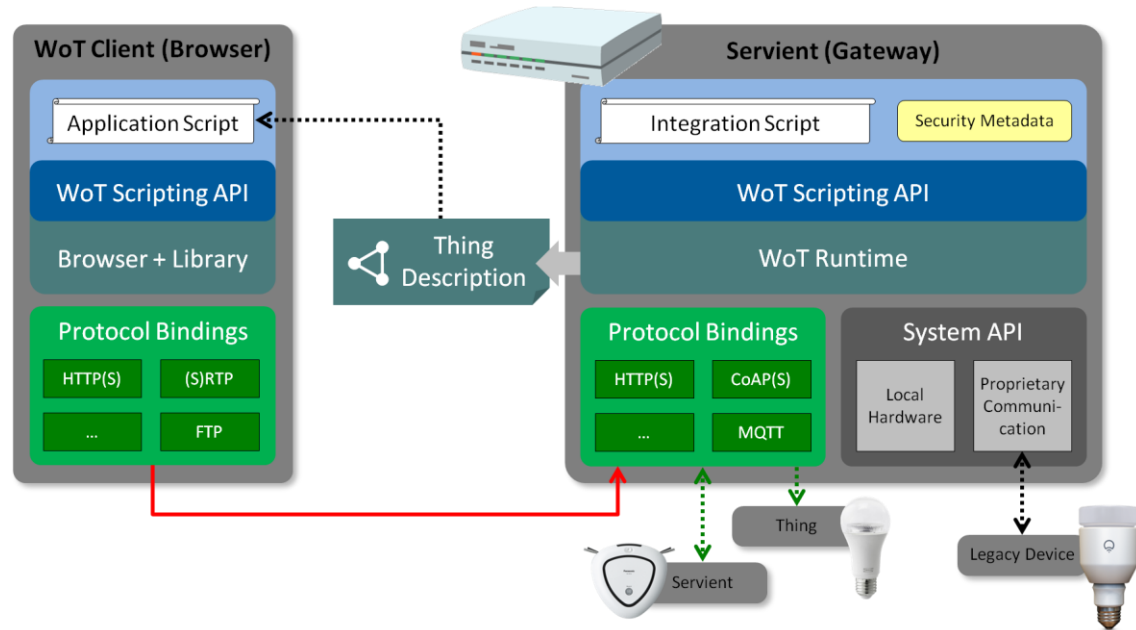 WoT Client (Browser)
Application Script
WoT Scripting API
Browser + Library
Protocol Bindings
HTTP(S)
(S)RTP
...
FTP
Thing
Description
Servient (Gateway)
Integration Script
Security Metadata
WoT Scripting API
WoT Runtime
Protocol Bindings
HTTP(S)
CoAP(S)
...
MQTT
System API
Local
Hardware
Proprietary
Communi-
cation
Thing
Servient
Legacy Device